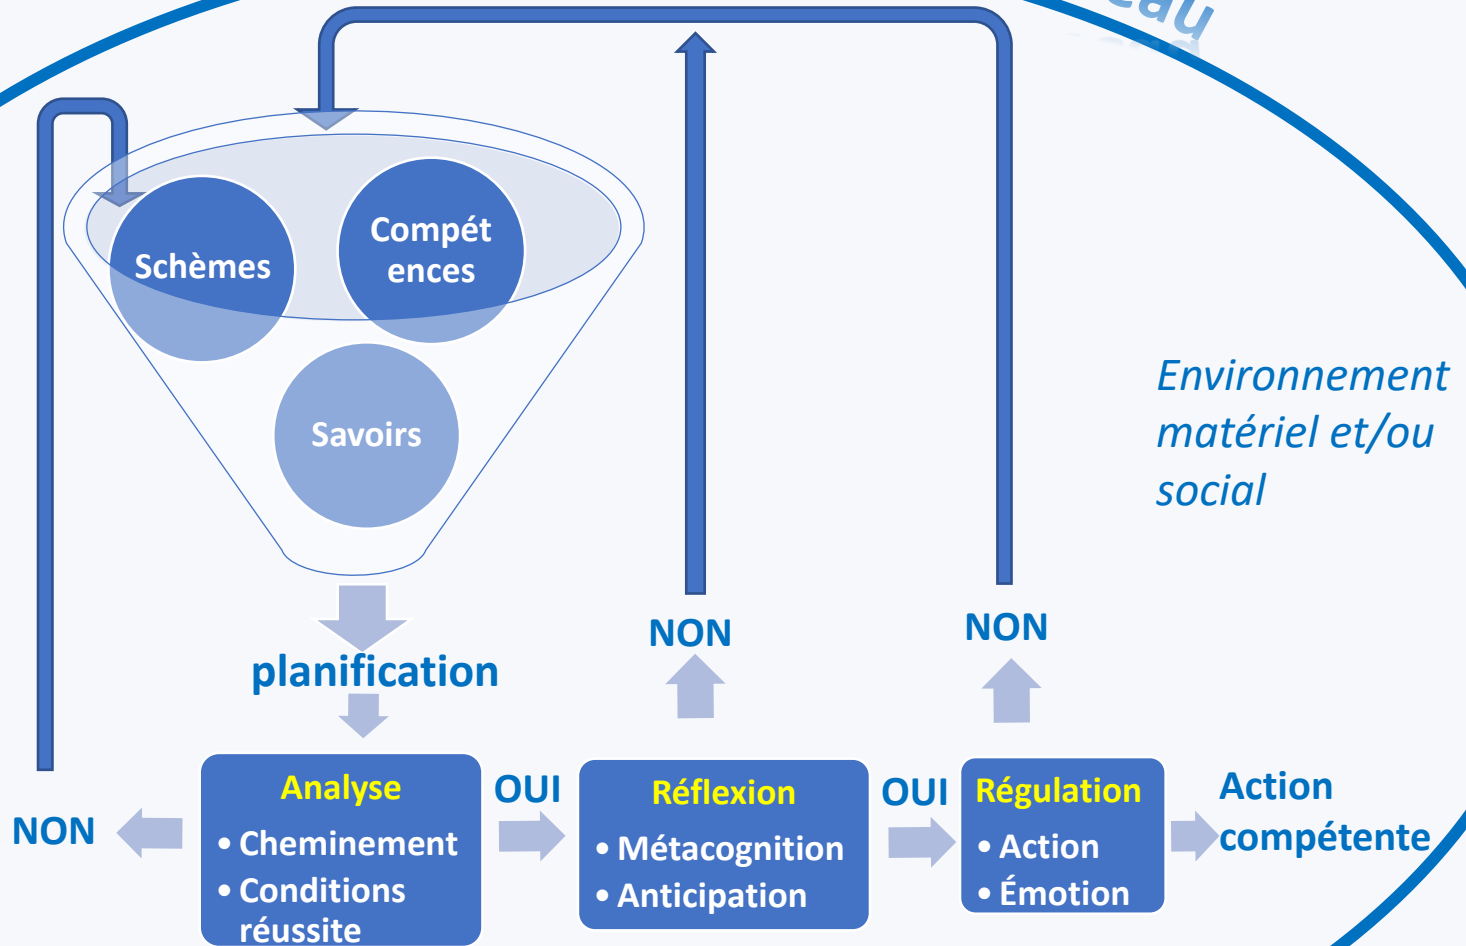 Schèmes
Compét
ences
Savoirs
Environnement
matériel et/ou
social
planification
NON
NON
NON
Analyse
• Cheminement
• Conditions
réussite
OUI
Réflexion
• Métacognition
• Anticipation
OUI
Régulation
• Action
• Émotion
Action
compétente